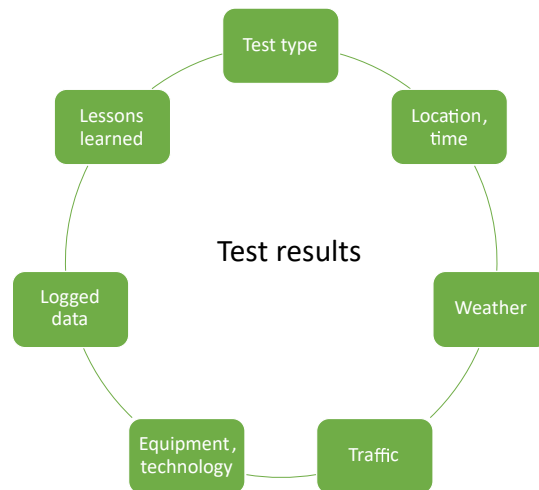 Test type
Location,
time
Weather
Traffic
Equipment,
technology
Logged
data
Lessons
learned
Test results